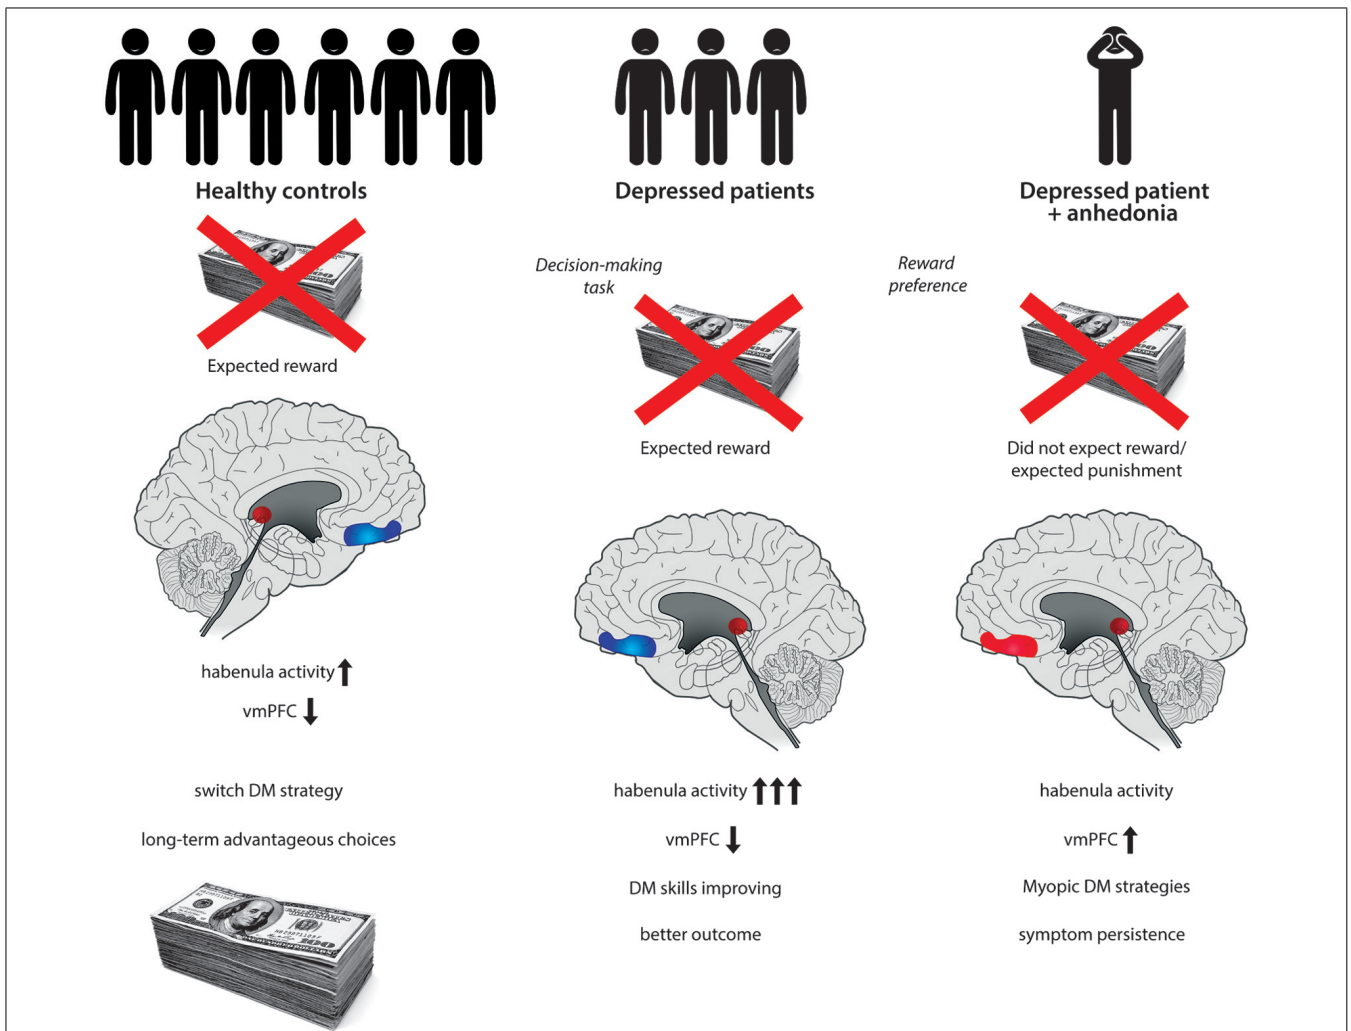 Healthy controls
Expected reward
habenula activity
vmPFC
switch DM strategy
long-term advantageous choices
100
Depressed patients
Decision-making
task
Expected reward
habenula activity
vmPFC
DM skills improving
better outcome
Depressed patient
+ anhedonia
Reward
preference
Did not expect reward/
expected punishment
habenula activity
vmPFC
Myopic DM strategies
symptom persistence